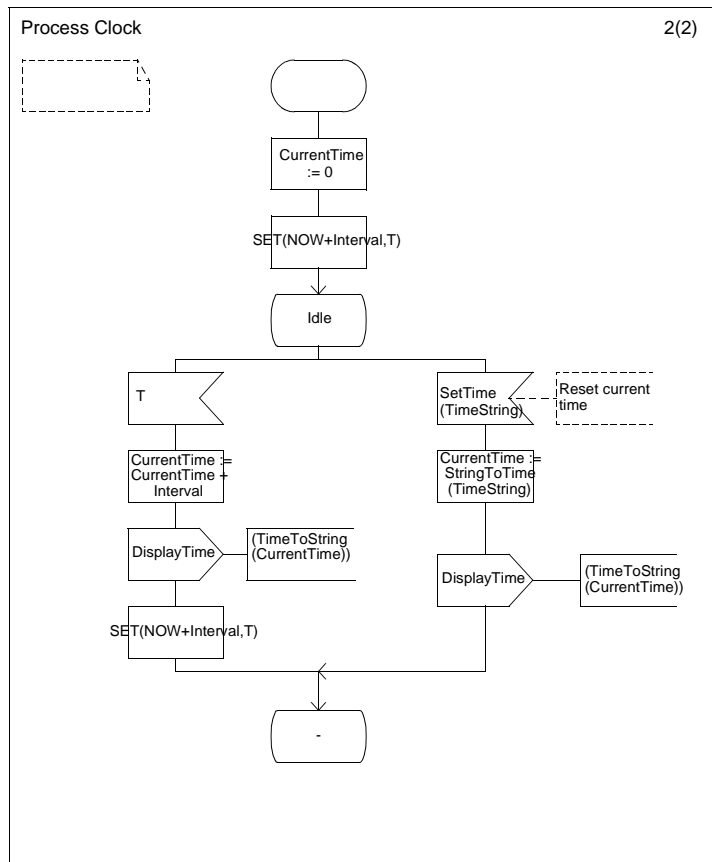 Process Clock
2(2)
CurrentTime
:= 0
SET(NOW+Interval,T)
Idle
T
CurrentTime :=
CurrentTime +
Interval
DisplayTime
(TimeToString
(CurrentTime))
SET(NOW+Interval,T)
SetTime
(TimeString)
Reset current
time
CurrentTime :=
StringToTime
(TimeString)
DisplayTime
(TimeToString
(CurrentTime))
-